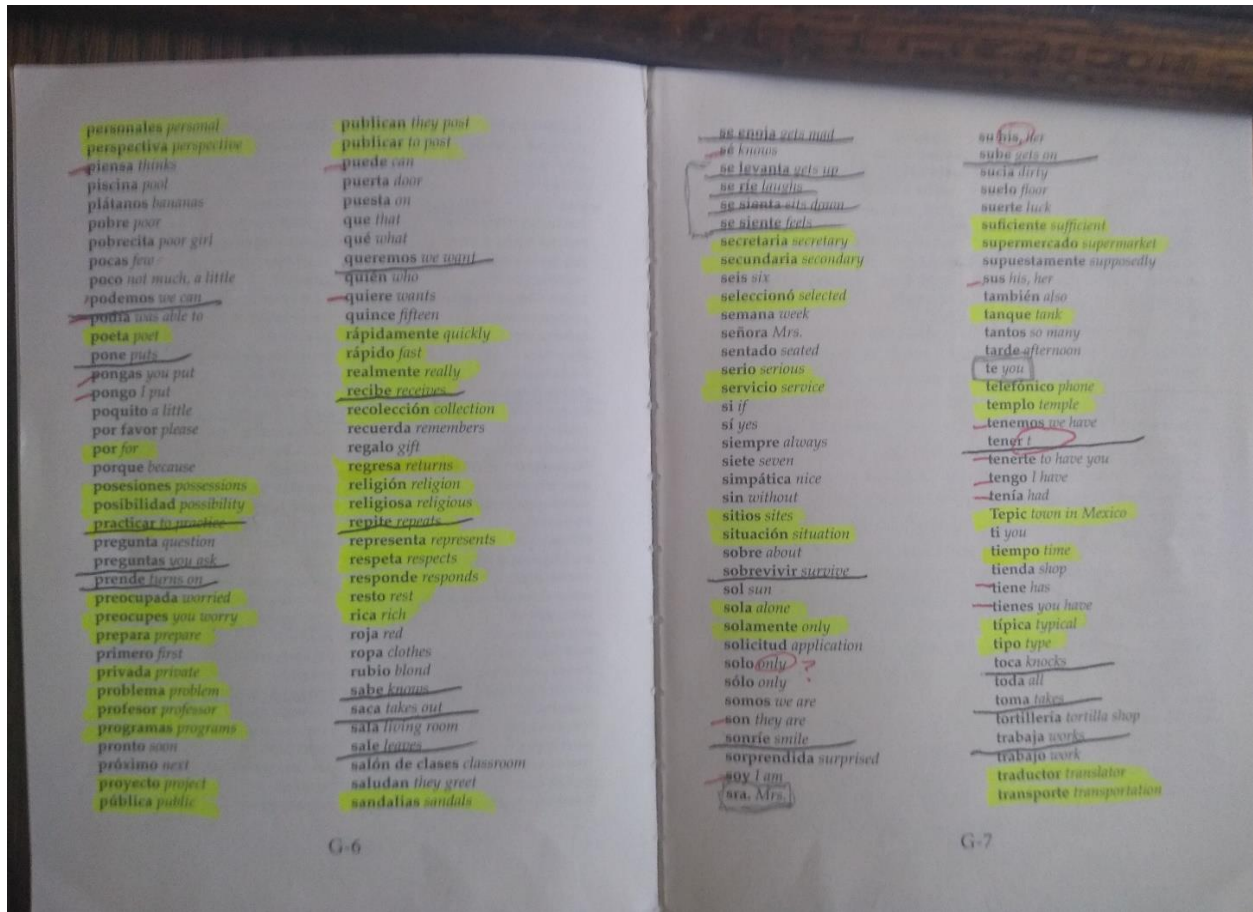 personales personal
perspectiva perspective
piensa thinks
piscina pool
plátanos bananas
pobre poor
pobrecita poor girl
pocas few
poco not much, a little
podemos we can
podía was able to
poeta poet
pone puts
pongas you put
pongo I put
poquito a little
por favor please
por for
porque because
posesiones possessions
posibilidad possibility
practicar to practice
pregunta question
preguntas you ask
prende turns on
preocupada worried
preocupes you worry
prepara prepare
primero first
privada private
problema problem
profesor professor
programas programs
pronto soon
próximo next
proyecto project
pública public
publican they post
publicar to post
puede can
puerta door
puesta on
que that
qué what
queremos we want
quién who
quiere wants
quince fifteen
rápidamente quickly
rápido fast
realmente really
recibe receives
recolección collection
recuerda remembers
regalo gift
regresa returns
religión religion
religiosa religious
repite repeats
representa represents
respeta respects
responde responds
resto rest
rica rich
roja red
ropa clothes
rubio blond
sabe knows
saca takes out
sala living room
sale leaves
salón de clases classroom
saludan they greet
sandalias sandals
G-6
se enoja gets mad
sé knows
se levanta gets up
se ríe laughs
se sienta sits down
se siente feels
secretaria secretary
secundaria secondary
seis six
seleccionó selected
semana week
señora Mrs.
sentado seated
serio serious
servicio service
si if
sí yes
siempre always
siete seven
simpática nice
sin without
sitios sites
situación situation
sobre about
sobrevivir survive
sol sun
sola alone
solamente only
solicitud application
solo only ?
sólo only
somos we are
son they are
sonríe smile
sorprendida surprised
soy I am
sra. Mrs.
su his, her
sube gets on
sucia dirty
suelo floor
suerte luck
suficiente sufficient
supermercado supermarket
supuestamente supposedly
sus his, her
también also
tanque tank
tantos so many
tarde afternoon
te you
telefónico phone
templo temple
tenemos we have
tener t
tenerte to have you
tengo I have
tenía had
Tepic town in Mexico
ti you
tiempo time
tienda shop
tiene has
tienes you have
típica typical
tipo type
toca knocks
toda all
toma takes
tortillería tortilla shop
trabaja works
trabajo work
traductor translator
transporte transportation
G-7